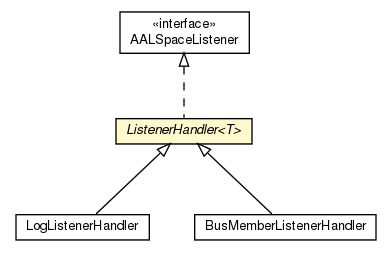 «interface»
AALSpaceListener
ListenerHandler<T>
LogListenerHandler
BusMemberListenerHandler